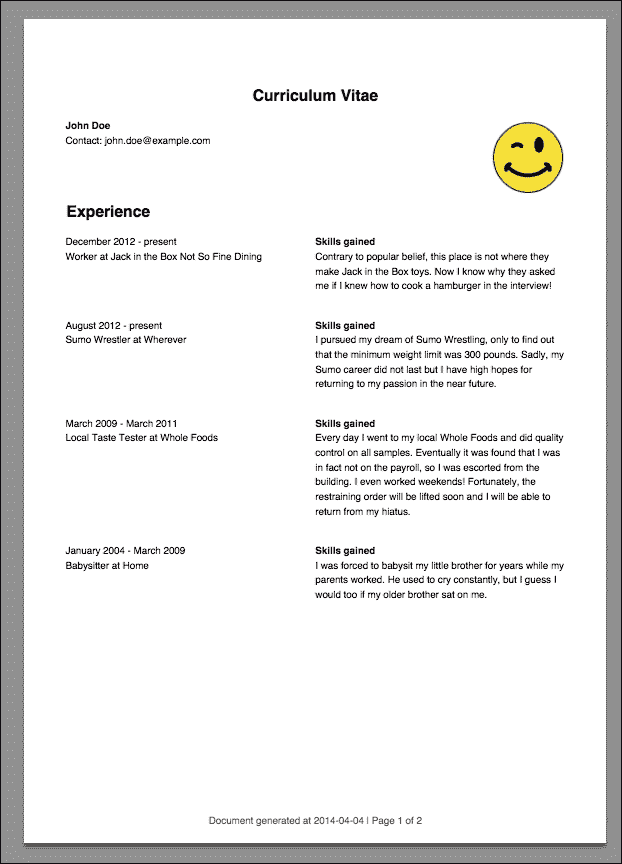 Curriculum Vitae
John Doe
Contact: john.doe@example.com
Experience
December 2012 - present
Worker at Jack in the Box Not So Fine Dining
Skills gained
Contrary to popular belief, this place is not where they
make Jack in the Box toys. Now I know why they asked
me if I knew how to cook a hamburger in the interview!
August 2012 - present
Sumo Wrestler at Wherever
Skills gained
I pursued my dream of Sumo Wrestling, only to find out
that the minimum weight limit was 300 pounds. Sadly, my
Sumo career did not last but I have high hopes for
returning to my passion in the near future.
March 2009 - March 2011
Local Taste Tester at Whole Foods
Skills gained
Every day I went to my local Whole Foods and did quality
control on all samples. Eventually it was found that I was
in fact not on the payroll, so I was escorted from the
building. I even worked weekends! Fortunately, the
restraining order will be lifted soon and I will be able to
return from my hiatus.
January 2004 - March 2009
Babysitter at Home
Skills gained
I was forced to babysit my little brother for years while my
parents worked. He used to cry constantly, but I guess I
would too if my older brother sat on me.
Document generated at 2014-04-04 | Page 1 of 2